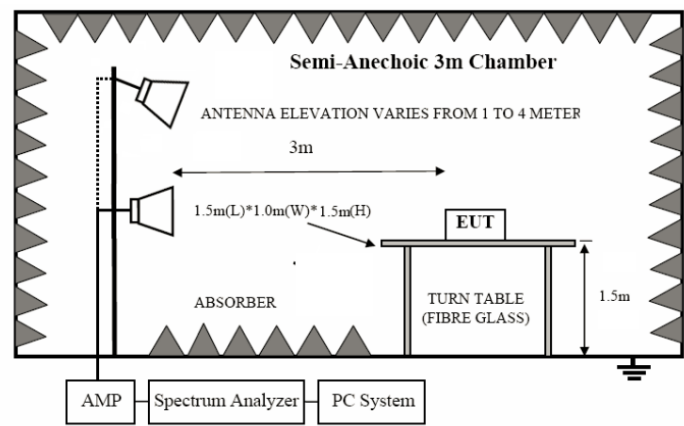 Semi-Anechoic 3m Chamber
ANTENNA ELEVATION VARIES FROM 1 TO 4 METER
3m
1.5m(L)*1.0m(W)*1.5m(H)
EUT
ABSORBER
TURN TABLE
(FIBRE GLASS)
1.5m
AMP
Spectrum Analyzer
PC System